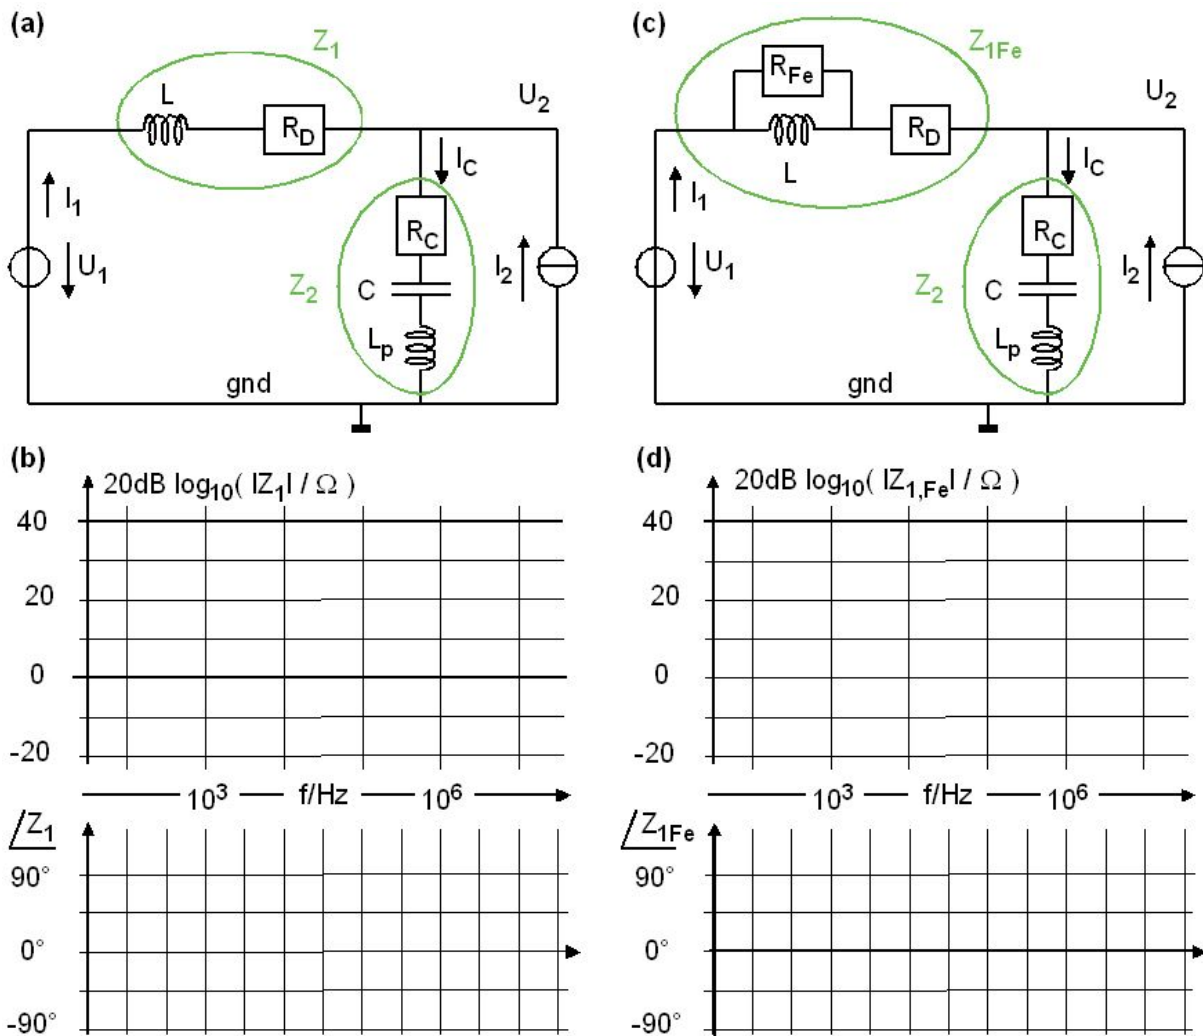 (a)
Z1
L
RD
U2
I1
U1
IC
RC
Z2
C
I2
Lp
gnd
(c)
Z1Fe
RFe
L
RD
U2
I1
U1
IC
RC
Z2
C
I2
Lp
gnd
(b)
20dB log10( |Z1| / Ω )
40
20
0
-20
10³ f/Hz 10⁶
∠Z1
90°
0°
-90°
(d)
20dB log10( |Z1,Fe| / Ω )
40
20
0
-20
10³ f/Hz 10⁶
∠Z1Fe
90°
0°
-90°